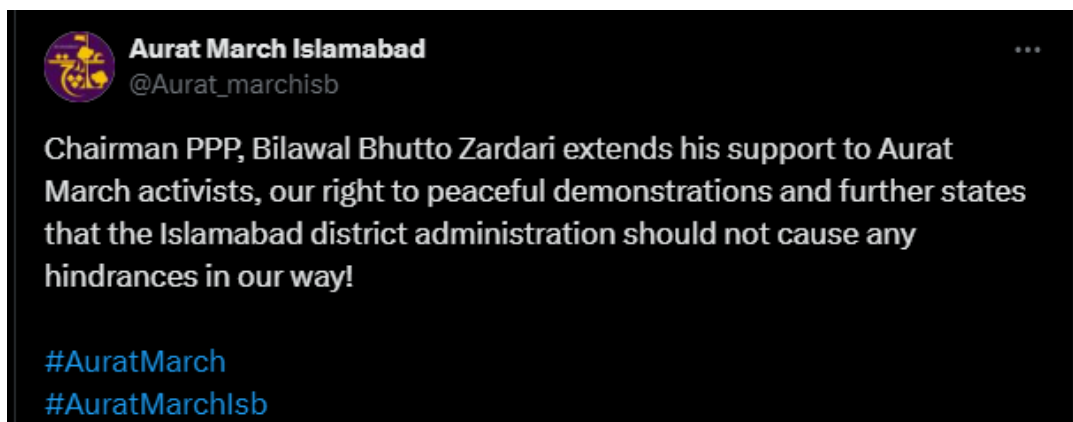 Aurat March Islamabad
@Aurat_marchisb
Chairman PPP, Bilawal Bhutto Zardari extends his support to Aurat
March activists, our right to peaceful demonstrations and further states
that the Islamabad district administration should not cause any
hindrances in our way!
#AuratMarch
#AuratMarchIsb